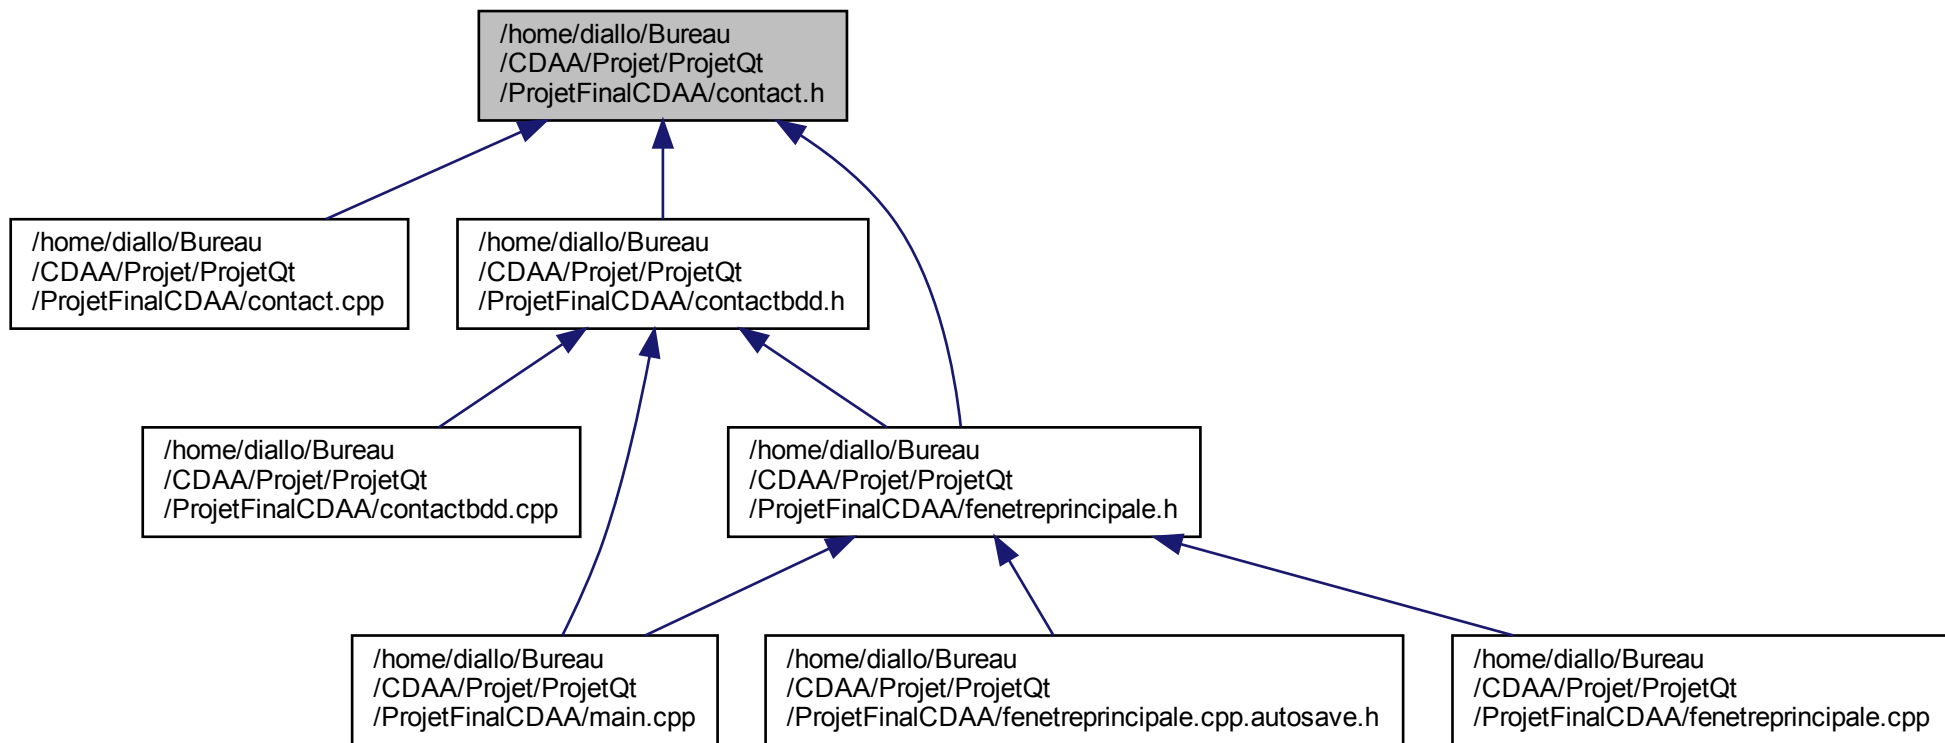 /home/diallo/Bureau
/CDAA/Projet/ProjetQt
/ProjetFinalCDAA/contact.h
/home/diallo/Bureau
/CDAA/Projet/ProjetQt
/ProjetFinalCDAA/contact.cpp
/home/diallo/Bureau
/CDAA/Projet/ProjetQt
/ProjetFinalCDAA/contactbdd.h
/home/diallo/Bureau
/CDAA/Projet/ProjetQt
/ProjetFinalCDAA/contactbdd.cpp
/home/diallo/Bureau
/CDAA/Projet/ProjetQt
/ProjetFinalCDAA/fenetreprincipale.h
/home/diallo/Bureau
/CDAA/Projet/ProjetQt
/ProjetFinalCDAA/main.cpp
/home/diallo/Bureau
/CDAA/Projet/ProjetQt
/ProjetFinalCDAA/fenetreprincipale.cpp.autosave.h
/home/diallo/Bureau
/CDAA/Projet/ProjetQt
/ProjetFinalCDAA/fenetreprincipale.cpp